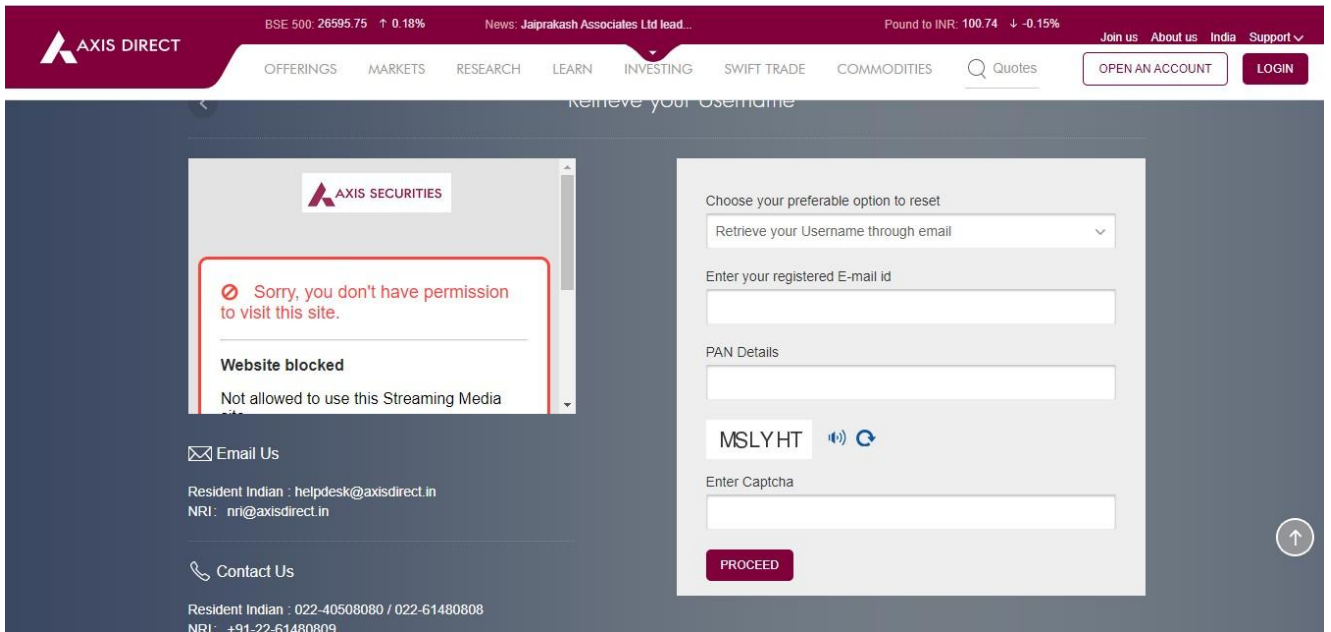 BSE 500: 26595.75 ↑ 0.18%
News: Jaiprakash Associates Ltd lead...
Pound to INR: 100.74 ↓ -0.15%
Join us About us India Support
AXIS DIRECT
OFFERINGS MARKETS RESEARCH LEARN INVESTING SWIFT TRADE COMMODITIES Quotes
OPEN AN ACCOUNT
LOGIN
Retrieve your Username
AXIS SECURITIES
Sorry, you don't have permission
to visit this site.
Website blocked
Not allowed to use this Streaming Media
site
Email Us
Resident Indian : helpdesk@axisdirect.in
NRI: nri@axisdirect.in
Contact Us
Resident Indian : 022-40508080 / 022-61480808
NRI: +91-22-61480809
Choose your preferable option to reset
Retrieve your Username through email
Enter your registered E-mail id
PAN Details
MSLYHT
Enter Captcha
PROCEED